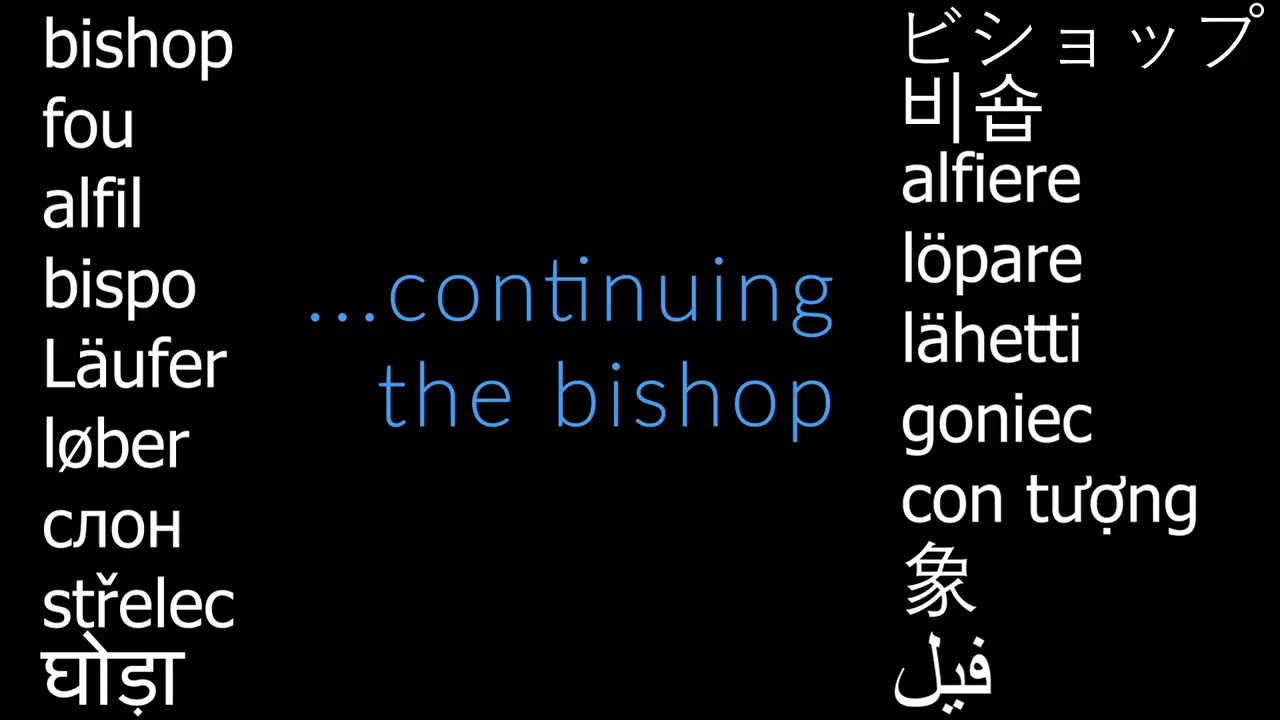 bishop
fou
alfil
bispo
Läufer
løber
слон
střelec
घोड़ा
...continuing
the bishop
ビショップ
비숍
alfiere
löpare
lähetti
goniec
con tượng
象
فيل